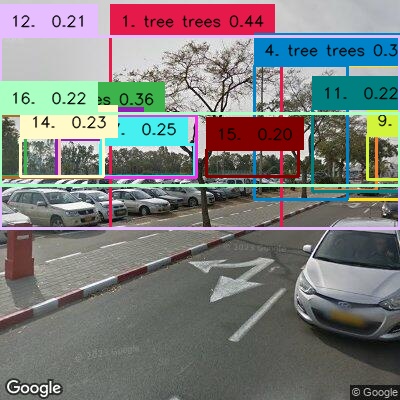 12. 0.21
1. tree trees 0.44
4. tree trees 0.3
16. 0.22
es 0.36
11. 0.22
14. 0.23
0.25
15. 0.20
9.
© 2023 Google
© 2023 Google
Google
© Google